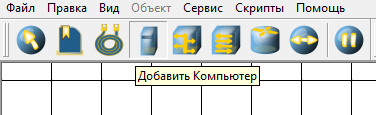 Файл Правка Вид Объект Сервис Скрипты Помощь
Добавить Компьютер